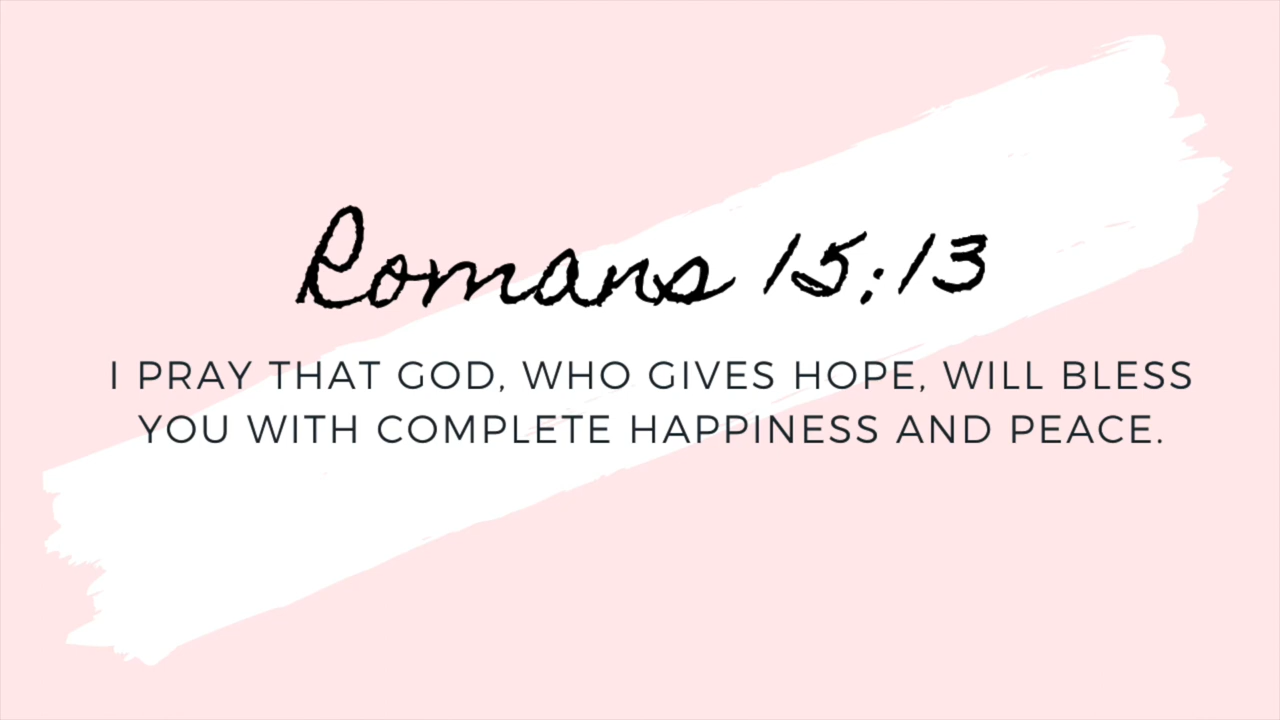 Romans 15:13
I PRAY THAT GOD, WHO GIVES HOPE, WILL BLESS
YOU WITH COMPLETE HAPPINESS AND PEACE.